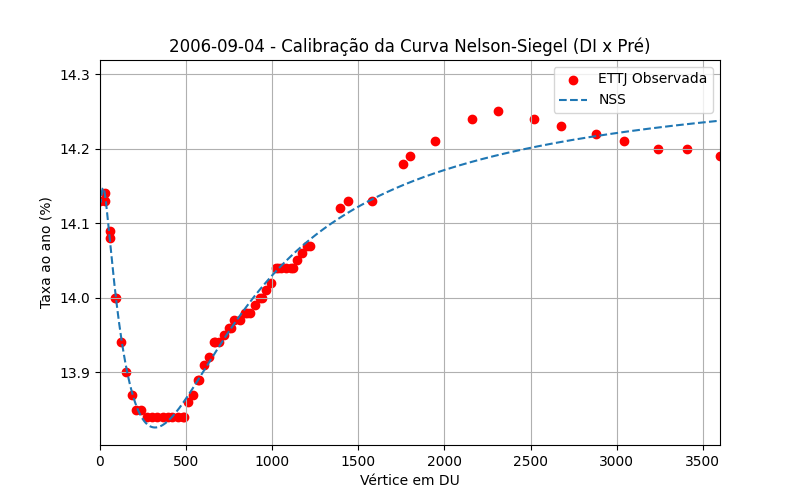 2006-09-04 - Calibração da Curva Nelson-Siegel (DI x Pré)
ETTJ Observada
NSS
Taxa ao ano (%)
14.3
14.2
14.1
14.0
13.9
0 500 1000 1500 2000 2500 3000 3500
Vértice em DU